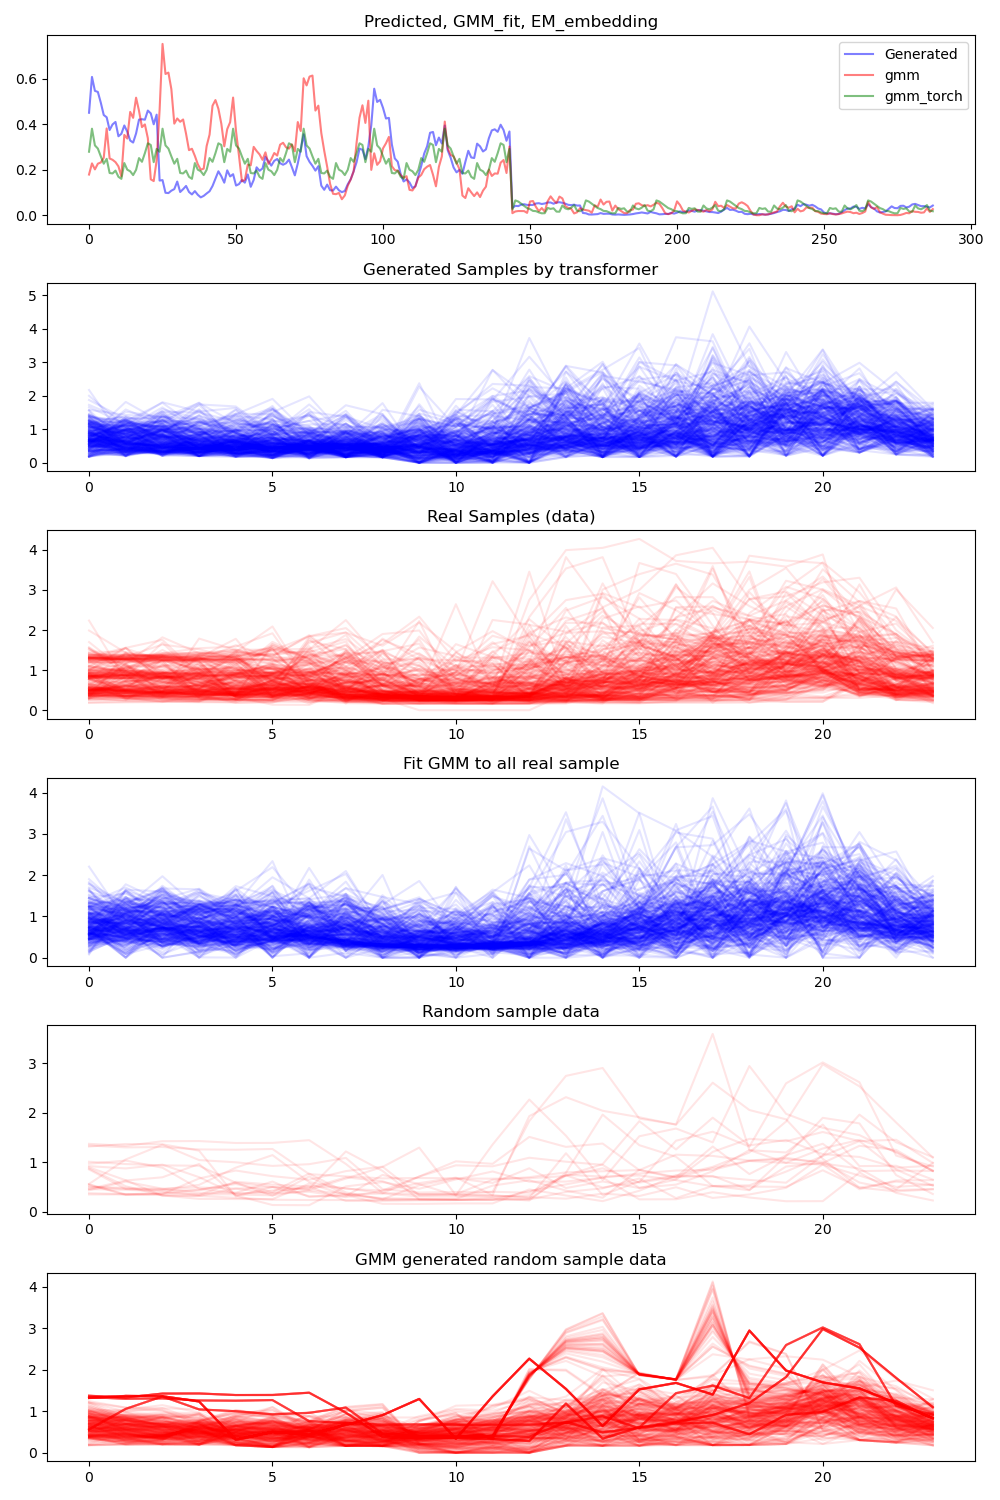 Predicted, GMM_fit, EM_embedding
Generated
gmm
gmm_torch
0.6
0.4
0.2
0.0
0 50 100 150 200 250 300
Generated Samples by transformer
5
4
3
2
1
0
0 5 10 15 20
Real Samples (data)
4
3
2
1
0
0 5 10 15 20
Fit GMM to all real sample
4
3
2
1
0
0 5 10 15 20
Random sample data
3
2
1
0
0 5 10 15 20
GMM generated random sample data
4
3
2
1
0
0 5 10 15 20